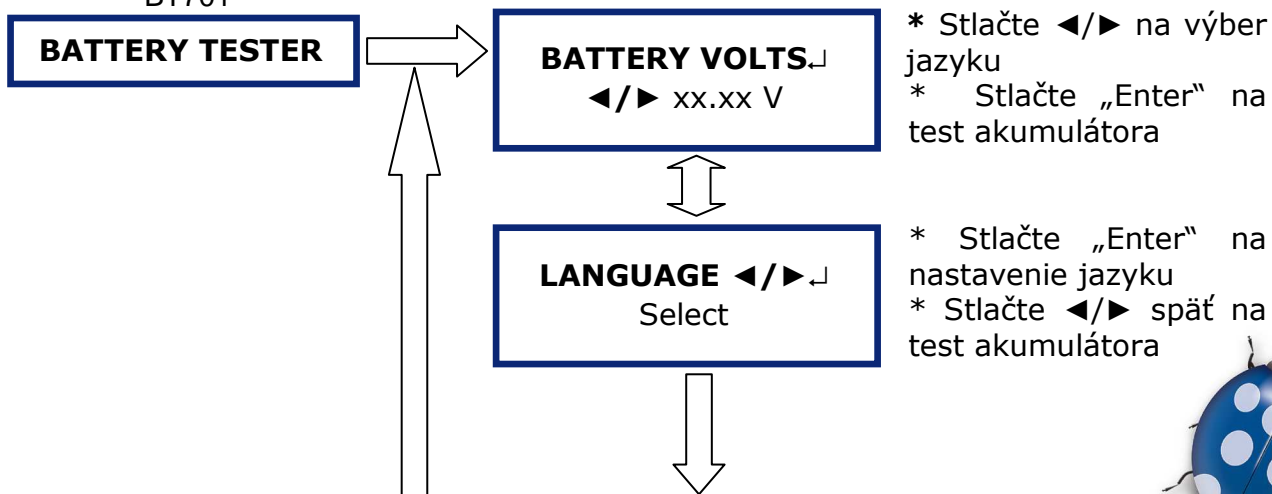 BATTERY TESTER
BATTERY VOLTS↵
◄/► xx.xx V
* Stlačte ◄/► na výber
jazyku
* Stlačte „Enter“ na
test akumulátora
LANGUAGE ◄/►↵
Select
* Stlačte „Enter“ na
nastavenie jazyku
* Stlačte ◄/► späť na
test akumulátora